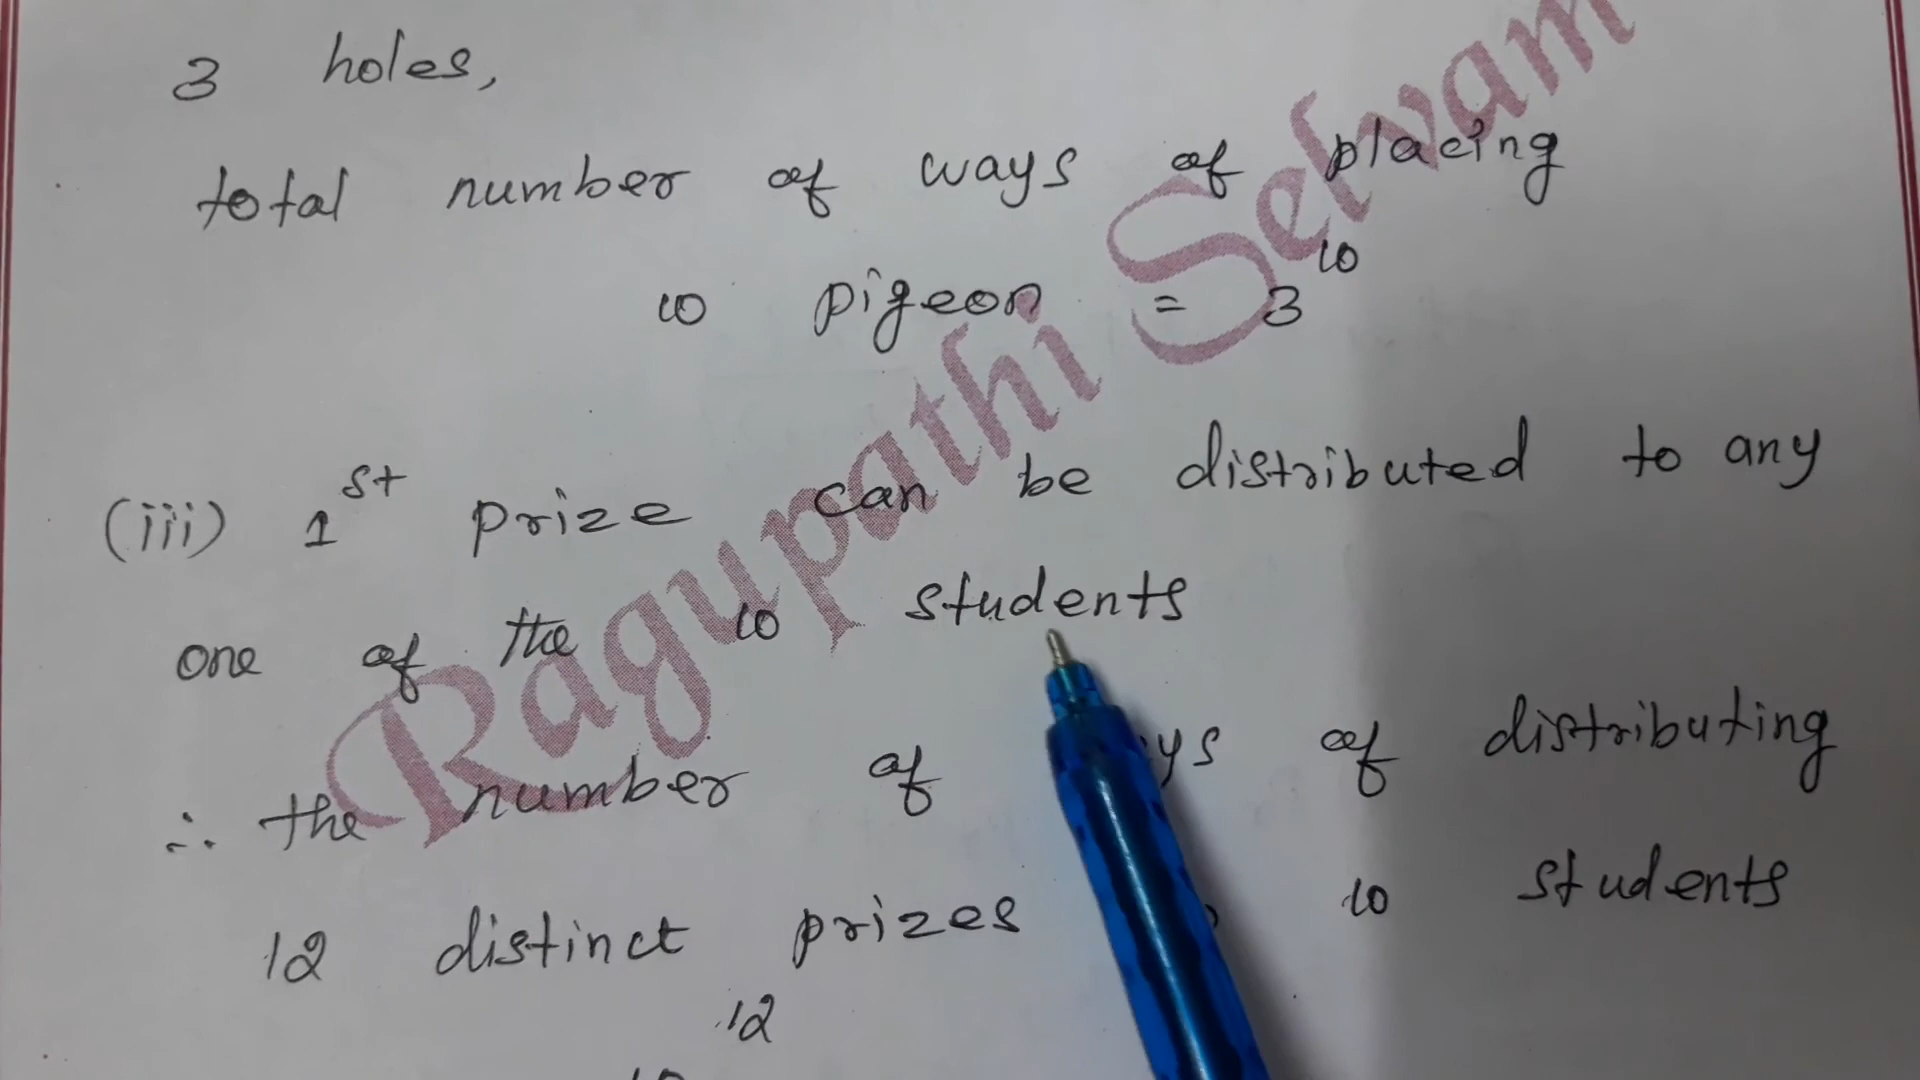 3 holes,
total number of ways of placing
10 pigeon = 3^10
(iii) 1st prize can be distributed to any
one of the 10 students
∴ the number of ys of distributing
12 distinct prizes 10 students
12
Ragupathi Selvam